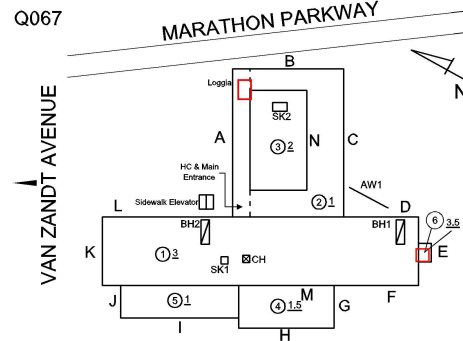 Q067
MARATHON PARKWAY
VAN ZANDT AVENUE
N
B
Loggia
SK2
A
3 2
N
C
HC & Main
Entrance
AW1
Sidewalk Elevator
2 1
L
BH2
BH1
D
6 3.5
K
1 3
SK1
CH
E
J
5 1
M
4 1.5
G
F
I
H